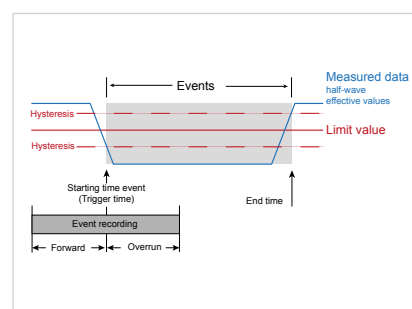 Events
Measured data
half-wave
effective values
Hysteresis
Limit value
Hysteresis
Starting time event
(Trigger time)
End time
Event recording
Forward
Overrun